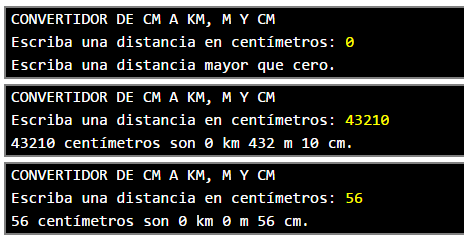 CONVERTIDOR DE CM A KM, M Y CM
Escriba una distancia en centímetros: 0
Escriba una distancia mayor que cero.
CONVERTIDOR DE CM A KM, M Y CM
Escriba una distancia en centímetros: 43210
43210 centímetros son 0 km 432 m 10 cm.
CONVERTIDOR DE CM A KM, M Y CM
Escriba una distancia en centímetros: 56
56 centímetros son 0 km 0 m 56 cm.